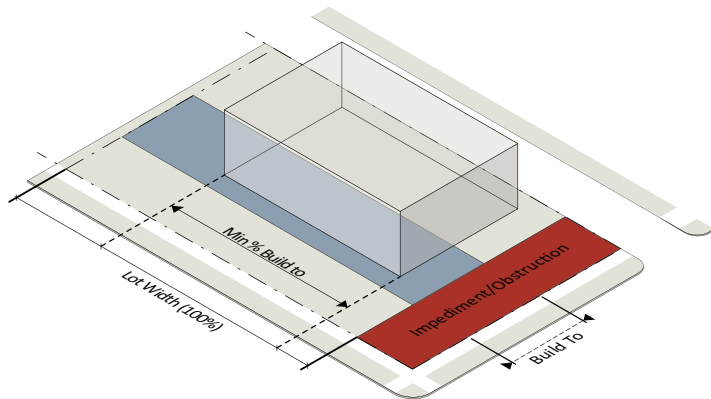 Min % Build to
Lot Width (100%)
Impediment/Obstruction
Build To